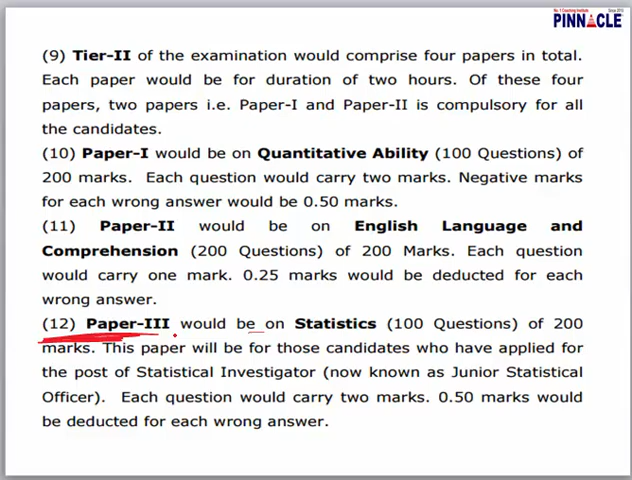 No. 1 Coaching Institute Since 2015
PINNACLE
(9) Tier-II of the examination would comprise four papers in total.
Each paper would be for duration of two hours. Of these four
papers, two papers i.e. Paper-I and Paper-II is compulsory for all
the candidates.
(10) Paper-I would be on Quantitative Ability (100 Questions) of
200 marks. Each question would carry two marks. Negative marks
for each wrong answer would be 0.50 marks.
(11) Paper-II would be on English Language and
Comprehension (200 Questions) of 200 Marks. Each question
would carry one mark. 0.25 marks would be deducted for each
wrong answer.
(12) Paper-III would be on Statistics (100 Questions) of 200
marks. This paper will be for those candidates who have applied for
the post of Statistical Investigator (now known as Junior Statistical
Officer). Each question would carry two marks. 0.50 marks would
be deducted for each wrong answer.